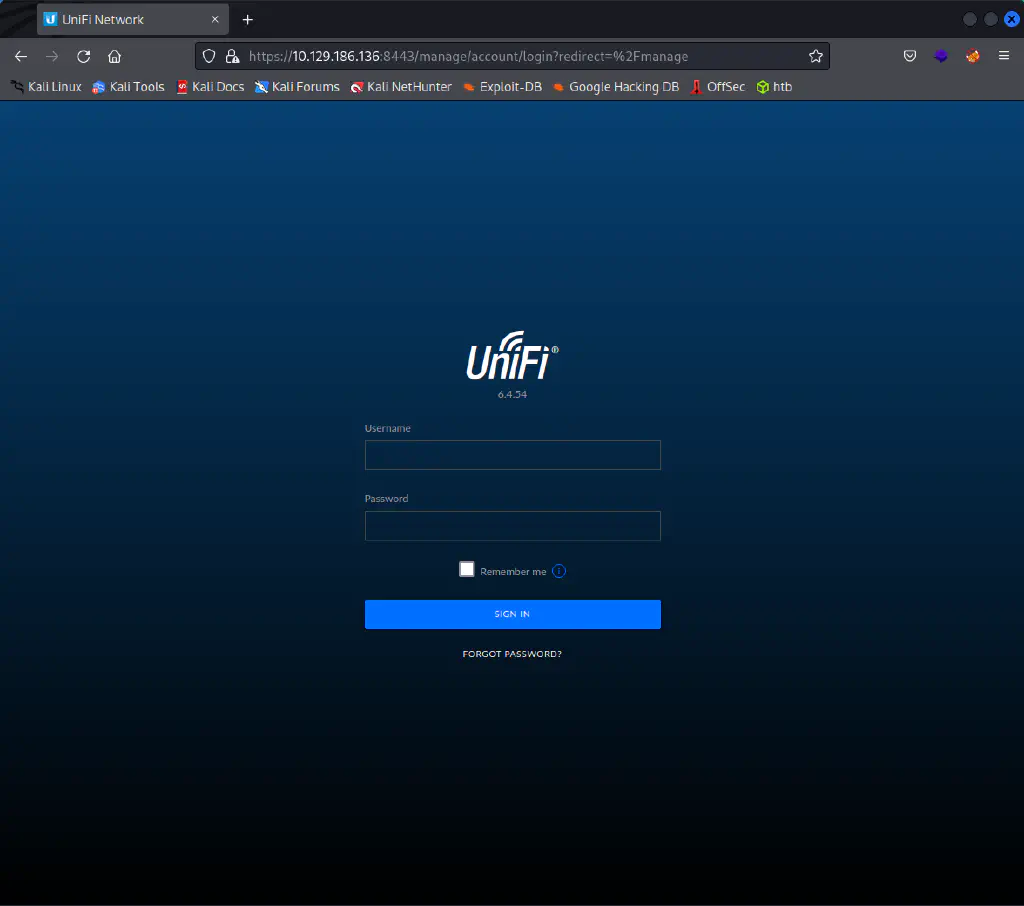 UniFi Network
https://10.129.186.136:8443/manage/account/login?redirect=%2Fmanage
Kali Linux Kali Tools Kali Docs Kali Forums Kali NetHunter Exploit-DB Google Hacking DB OffSec htb
UniFi®
6.4.54
Username
Password
Remember me
SIGN IN
FORGOT PASSWORD?